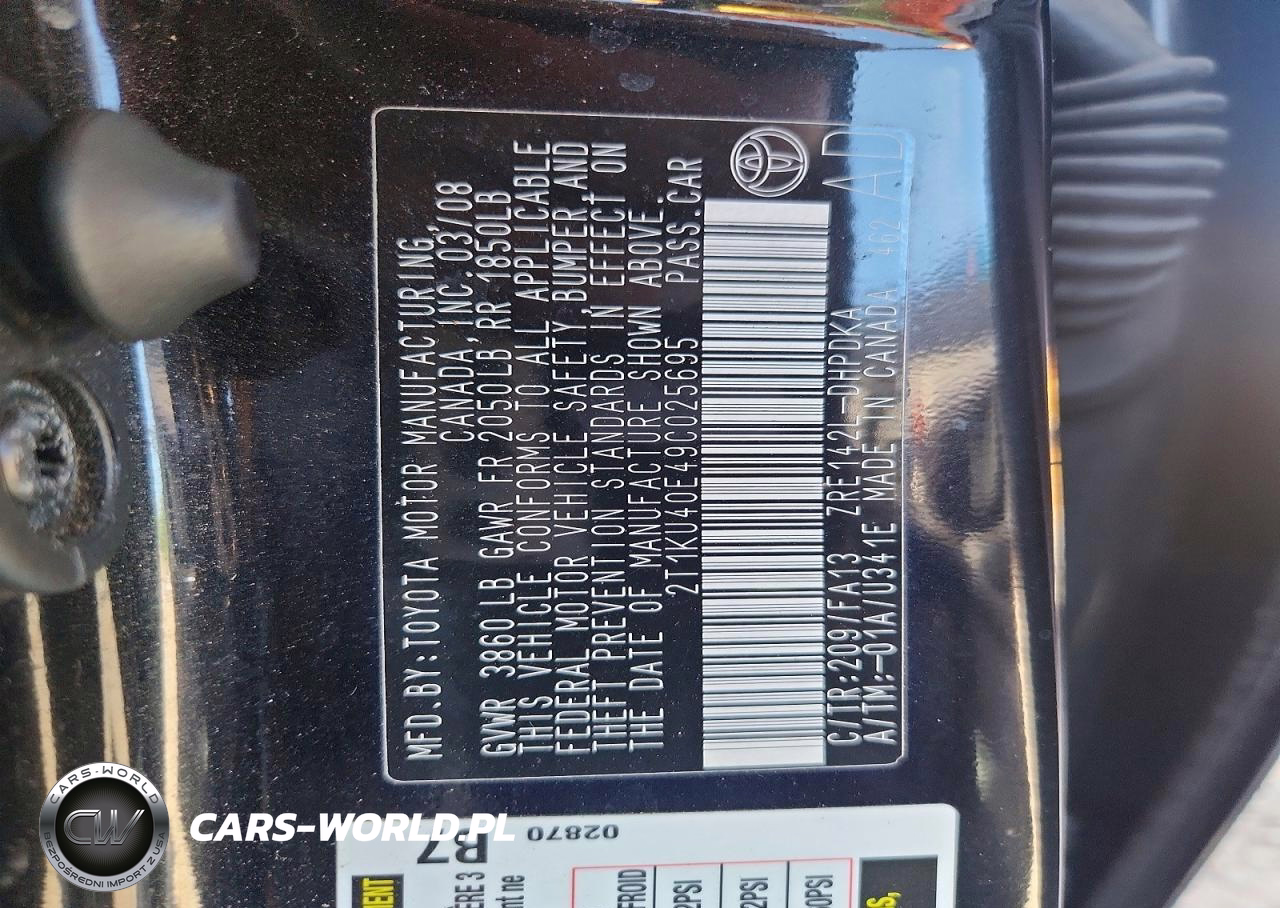 MFD.BY:TOYOTA MOTOR MANUFACTURING,
CANADA,INC.03/08
GVWR 3860LB GAWR FR 2050LB RR 1850LB
THIS VEHICLE CONFORMS TO ALL APPLICABLE
FEDERAL MOTOR VEHICLE SAFETY,BUMPER,AND
THEFT PREVENTION STANDARDS IN EFFECT ON
THE DATE OF MANUFACTURE SHOWN ABOVE.
2T1KU40E49C025695 PASS.CAR
C/TR:209/FA13 ZRE142L-DHPDKA
A/TM:-01A/U341E MADE IN CANADA 462 AD
02870
CARS-WORLD
CW
BEZPOŚREDNI IMPORT Z USA
CARS-WORLD.PL